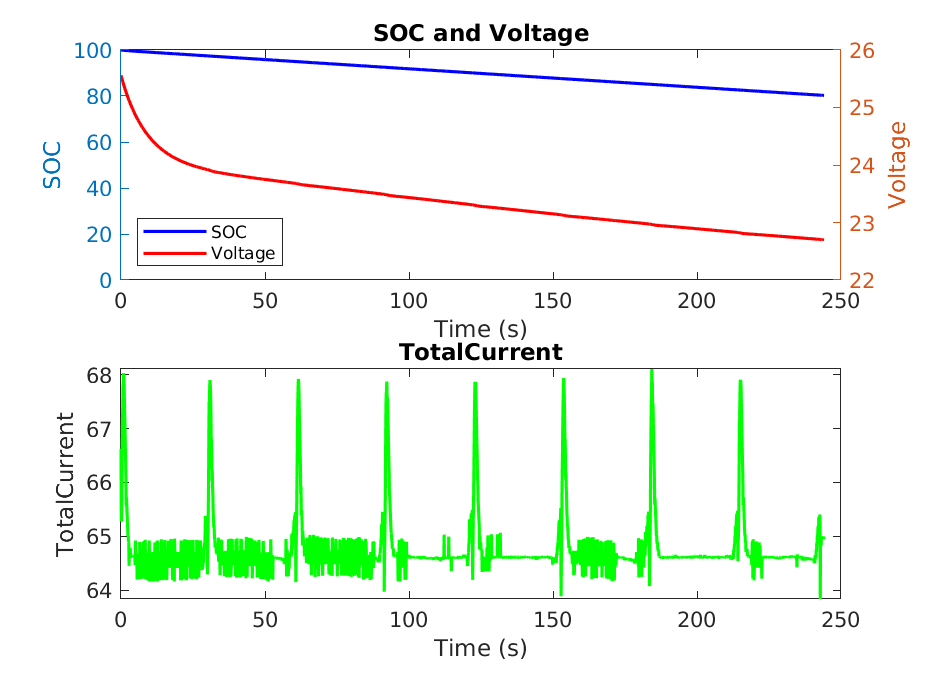 SOC and Voltage
100
80
60
40
20
0
SOC
26
25
24
23
22
Voltage
SOC
Voltage
0 50 100 150 200 250
Time (s)
TotalCurrent
68
67
66
65
64
TotalCurrent
0 50 100 150 200 250
Time (s)